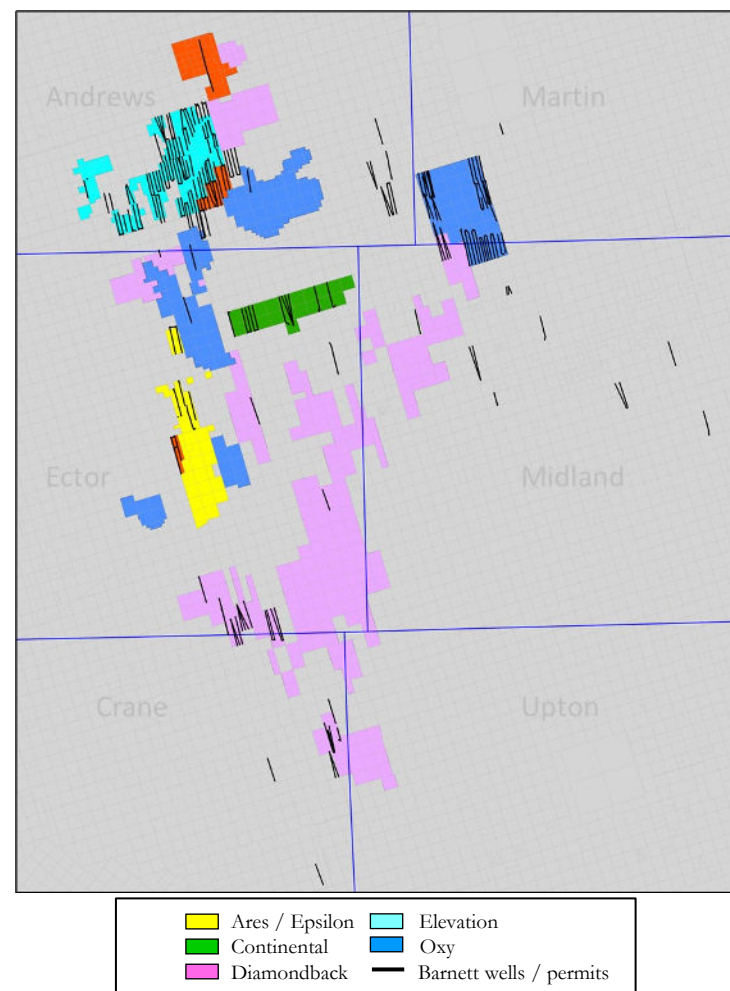 Andrews
Martin
Ector
Midland
Crane
Upton
Ares / Epsilon
Elevation
Continental
Oxy
Diamondback
Barnett wells / permits